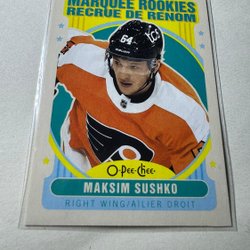 MARQUEE ROOKIES
RECRUE DE RENOM
64
O-Pee-Chee
MAKSIM SUSHKO
RIGHT WING/AILIER DROIT